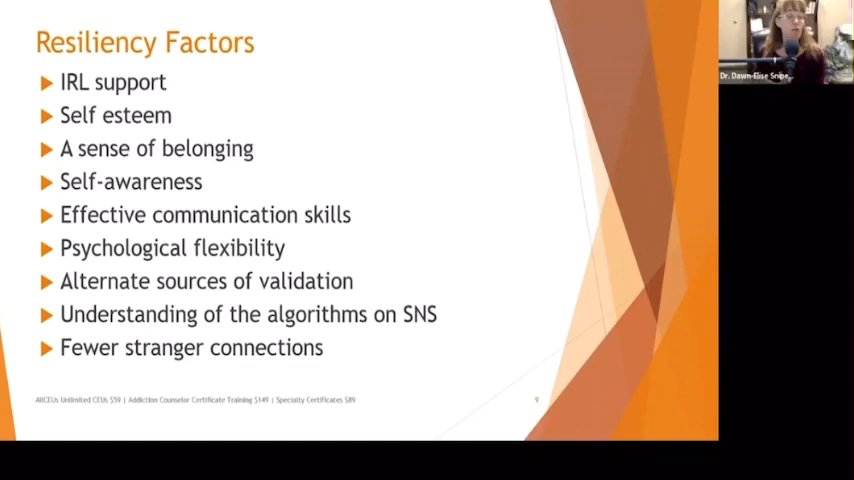 Resiliency Factors
IRL support
Self esteem
A sense of belonging
Self-awareness
Effective communication skills
Psychological flexibility
Alternate sources of validation
Understanding of the algorithms on SNS
Fewer stranger connections
AllCEUs Unlimited CEUs $59 | Addiction Counselor Certificate Training $149 | Specialty Certificates $89
9
Dr. Dawn-Elise Snipe...